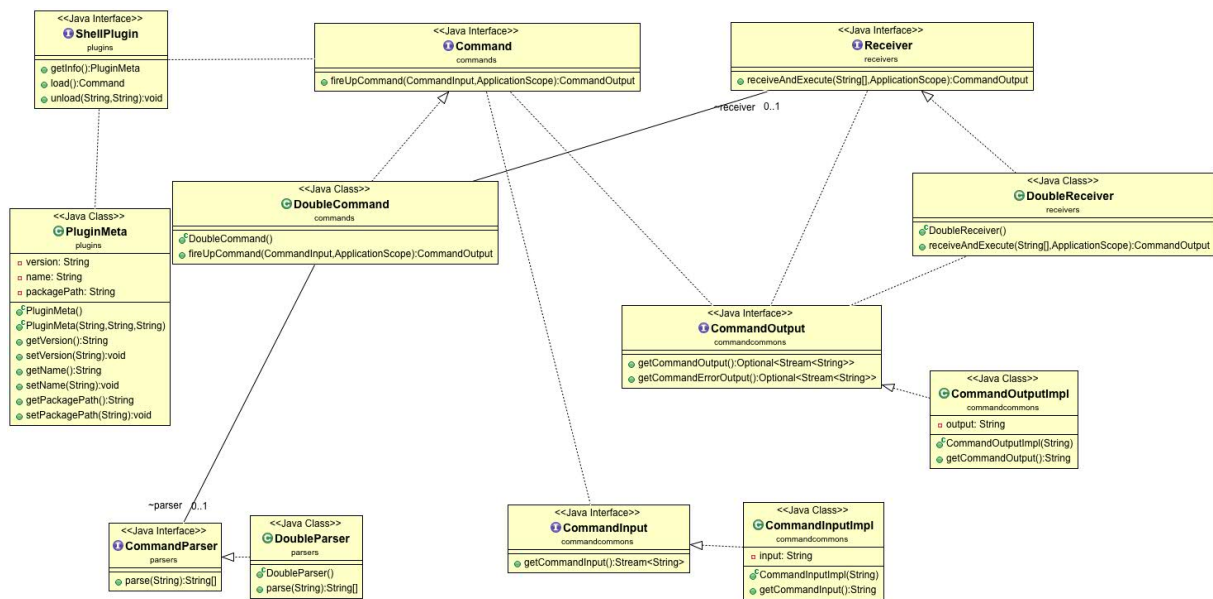 <<Java Interface>>
ShellPlugin
plugins
getInfo():PluginMeta
load():Command
unload(String,String):void
<<Java Interface>>
Command
commands
fireUpCommand(CommandInput,ApplicationScope):CommandOutput
<<Java Interface>>
Receiver
receivers
receiveAndExecute(String[],ApplicationScope):CommandOutput
~receiver 0..1
<<Java Class>>
PluginMeta
plugins
version: String
name: String
packagePath: String
PluginMeta()
PluginMeta(String,String,String)
getVersion():String
setVersion(String):void
getName():String
setName(String):void
getPackagePath():String
setPackagePath(String):void
<<Java Class>>
DoubleCommand
commands
DoubleCommand()
fireUpCommand(CommandInput,ApplicationScope):CommandOutput
<<Java Class>>
DoubleReceiver
receivers
DoubleReceiver()
receiveAndExecute(String[],ApplicationScope):CommandOutput
<<Java Interface>>
CommandOutput
commandcommons
getCommandOutput():Optional<Stream<String>>
getCommandErrorOutput():Optional<Stream<String>>
<<Java Class>>
CommandOutputImpl
commandcommons
output: String
CommandOutputImpl(String)
getCommandOutput():String
~parser 0..1
<<Java Interface>>
CommandParser
parsers
parse(String):String[]
<<Java Class>>
DoubleParser
parsers
DoubleParser()
parse(String):String[]
<<Java Interface>>
CommandInput
commandcommons
getCommandInput():Stream<String>
<<Java Class>>
CommandInputImpl
commandcommons
input: String
CommandInputImpl(String)
getCommandInput():String